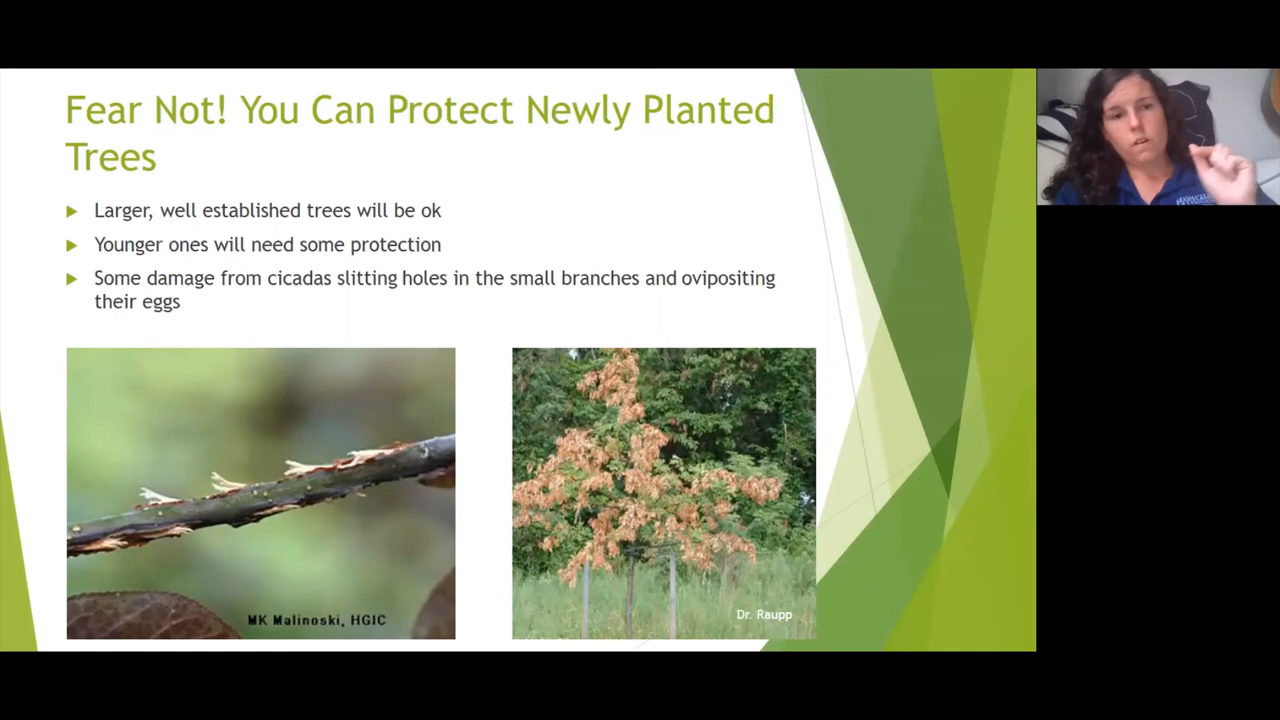 Fear Not! You Can Protect Newly Planted
Trees
Larger, well established trees will be ok
Younger ones will need some protection
Some damage from cicadas slitting holes in the small branches and ovipositing
their eggs
MK Malinoski, HGIC
Dr. Raupp